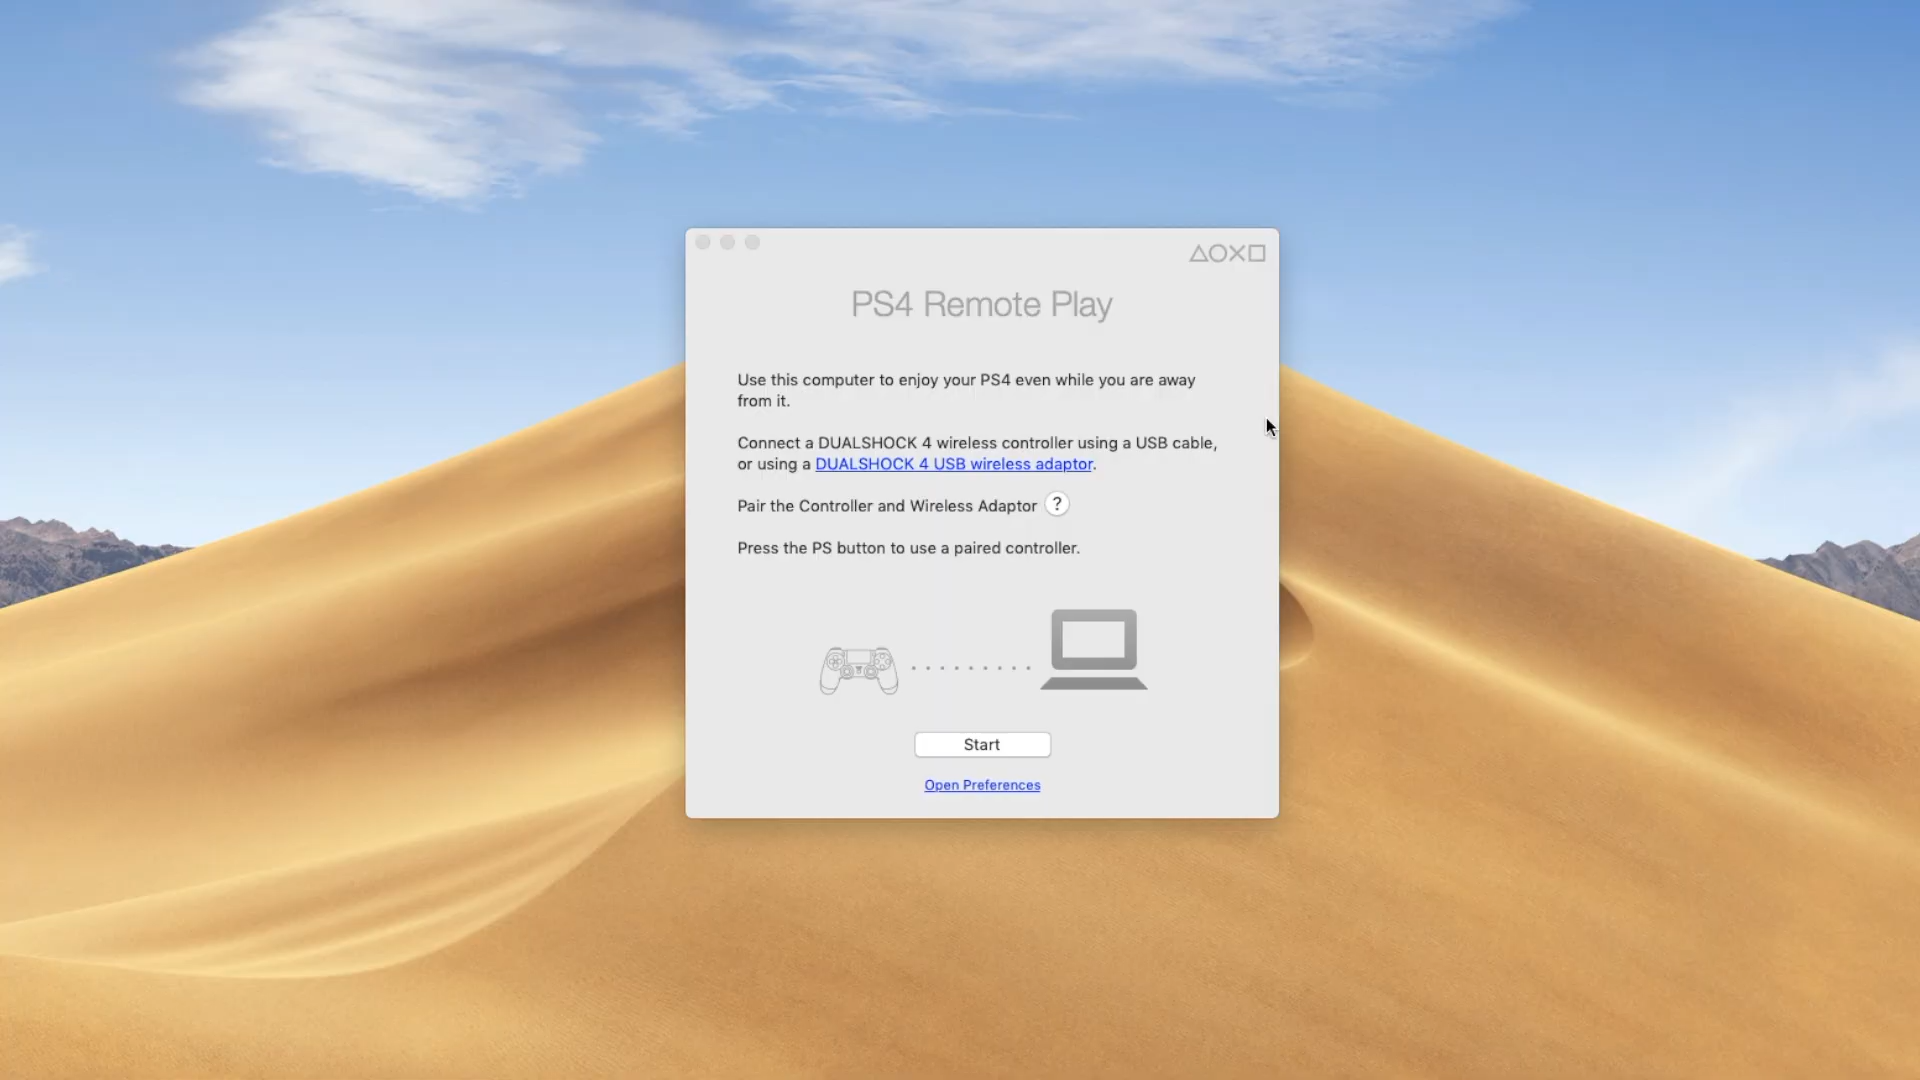 PS4 Remote Play
Use this computer to enjoy your PS4 even while you are away
from it.
Connect a DUALSHOCK 4 wireless controller using a USB cable,
or using a DUALSHOCK 4 USB wireless adaptor.
Pair the Controller and Wireless Adaptor ?
Press the PS button to use a paired controller.
Start
Open Preferences